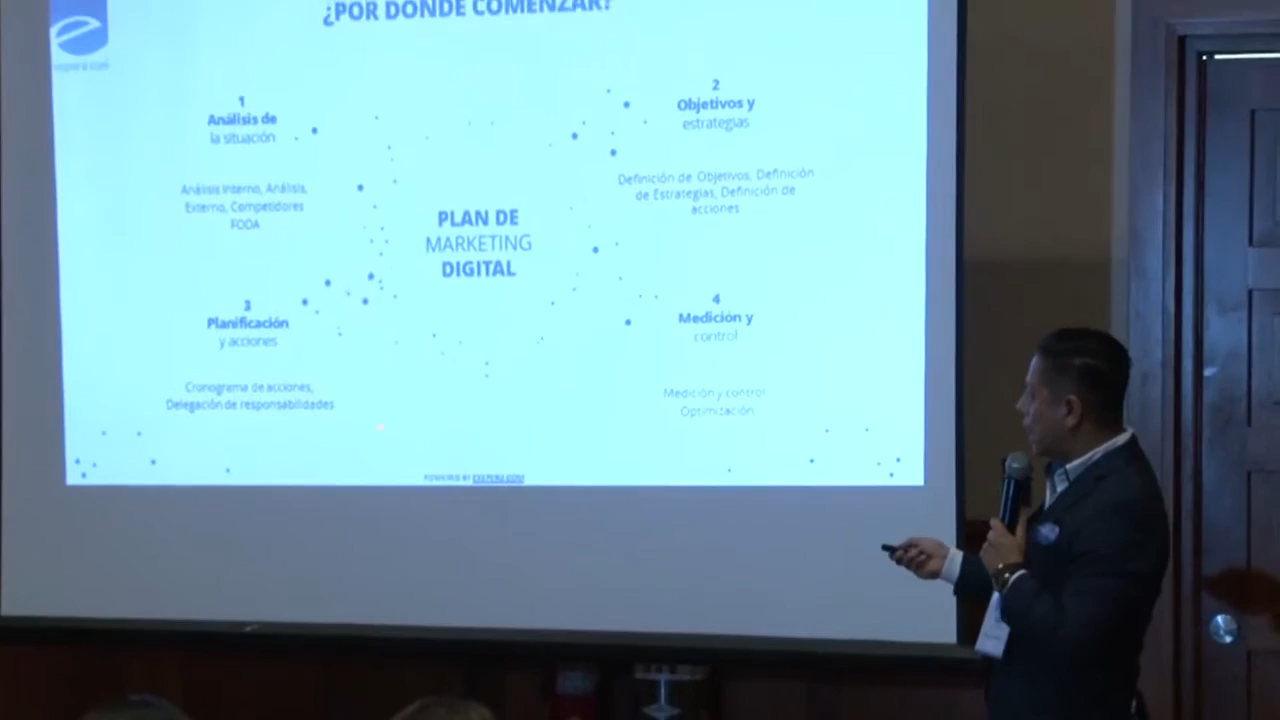 ¿POR DONDE COMENZAR?
1
Análisis de
la situación
Análisis Interno, Análisis,
Externo, Competidores
FODA
2
Objetivos y
estrategias
Definición de Objetivos, Definición
de Estrategias, Definición de
acciones
PLAN DE
MARKETING
DIGITAL
3
Planificación
y acciones
Cronograma de acciones,
Delegación de responsabilidades
4
Medición y
control
Medición y control
Optimización
POWERED BY